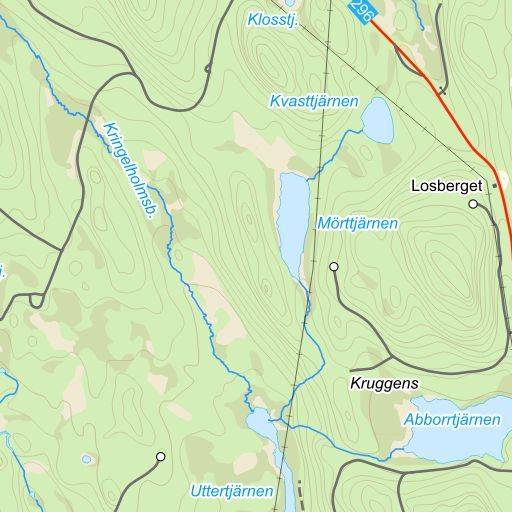 296
Klosstj.
Kvasttjärnen
Kringelholmsb.
Losberget
Mörttjärnen
j.
Kruggens
Abborrtjärnen
Uttertjärnen